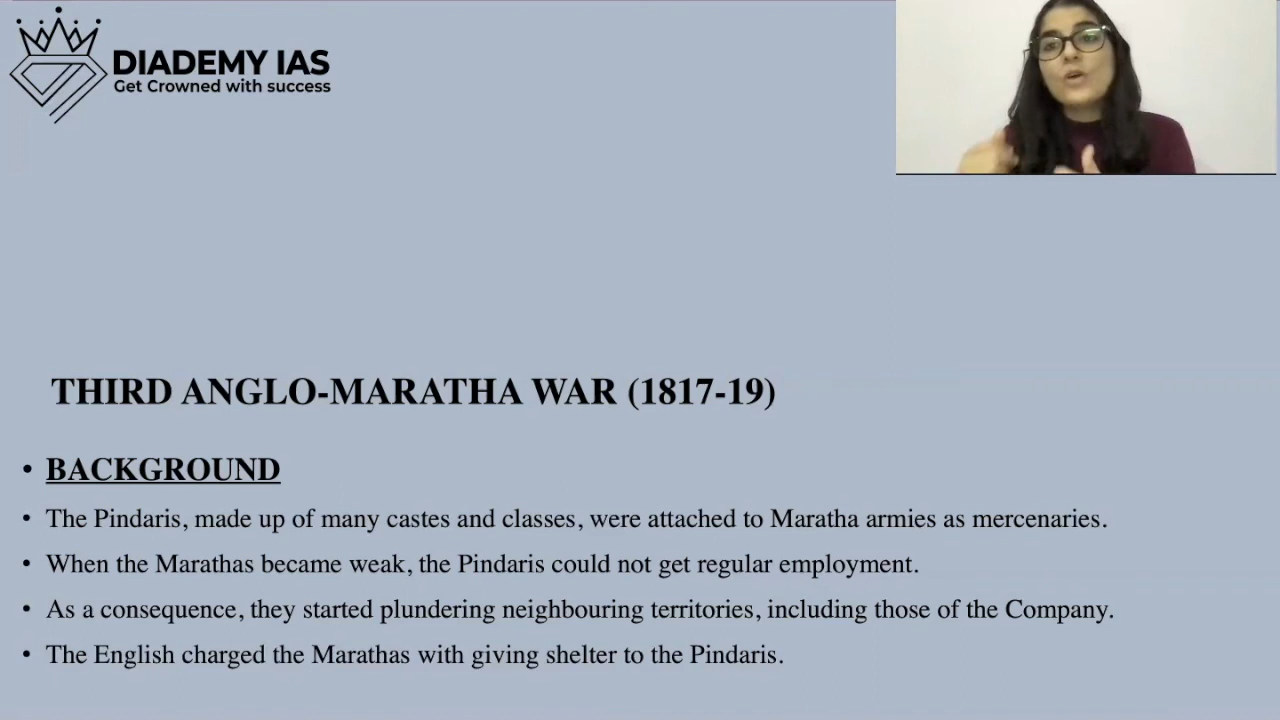 DIADEMY IAS
Get Crowned with success
THIRD ANGLO-MARATHA WAR (1817-19)
• BACKGROUND
• The Pindaris, made up of many castes and classes, were attached to Maratha armies as mercenaries.
• When the Marathas became weak, the Pindaris could not get regular employment.
• As a consequence, they started plundering neighbouring territories, including those of the Company.
• The English charged the Marathas with giving shelter to the Pindaris.